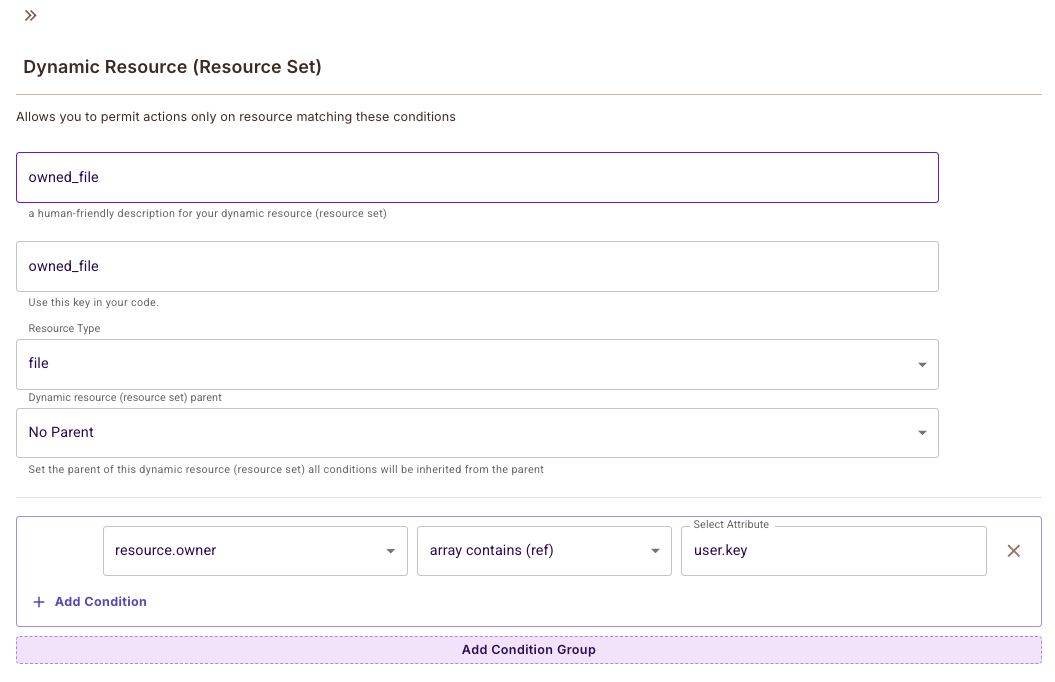 Dynamic Resource (Resource Set)
Allows you to permit actions only on resource matching these conditions
owned_file
a human-friendly description for your dynamic resource (resource set)
owned_file
Use this key in your code.
Resource Type
file
Dynamic resource (resource set) parent
No Parent
Set the parent of this dynamic resource (resource set) all conditions will be inherited from the parent
Select Attribute
resource.owner array contains (ref) user.key
Add Condition
Add Condition Group